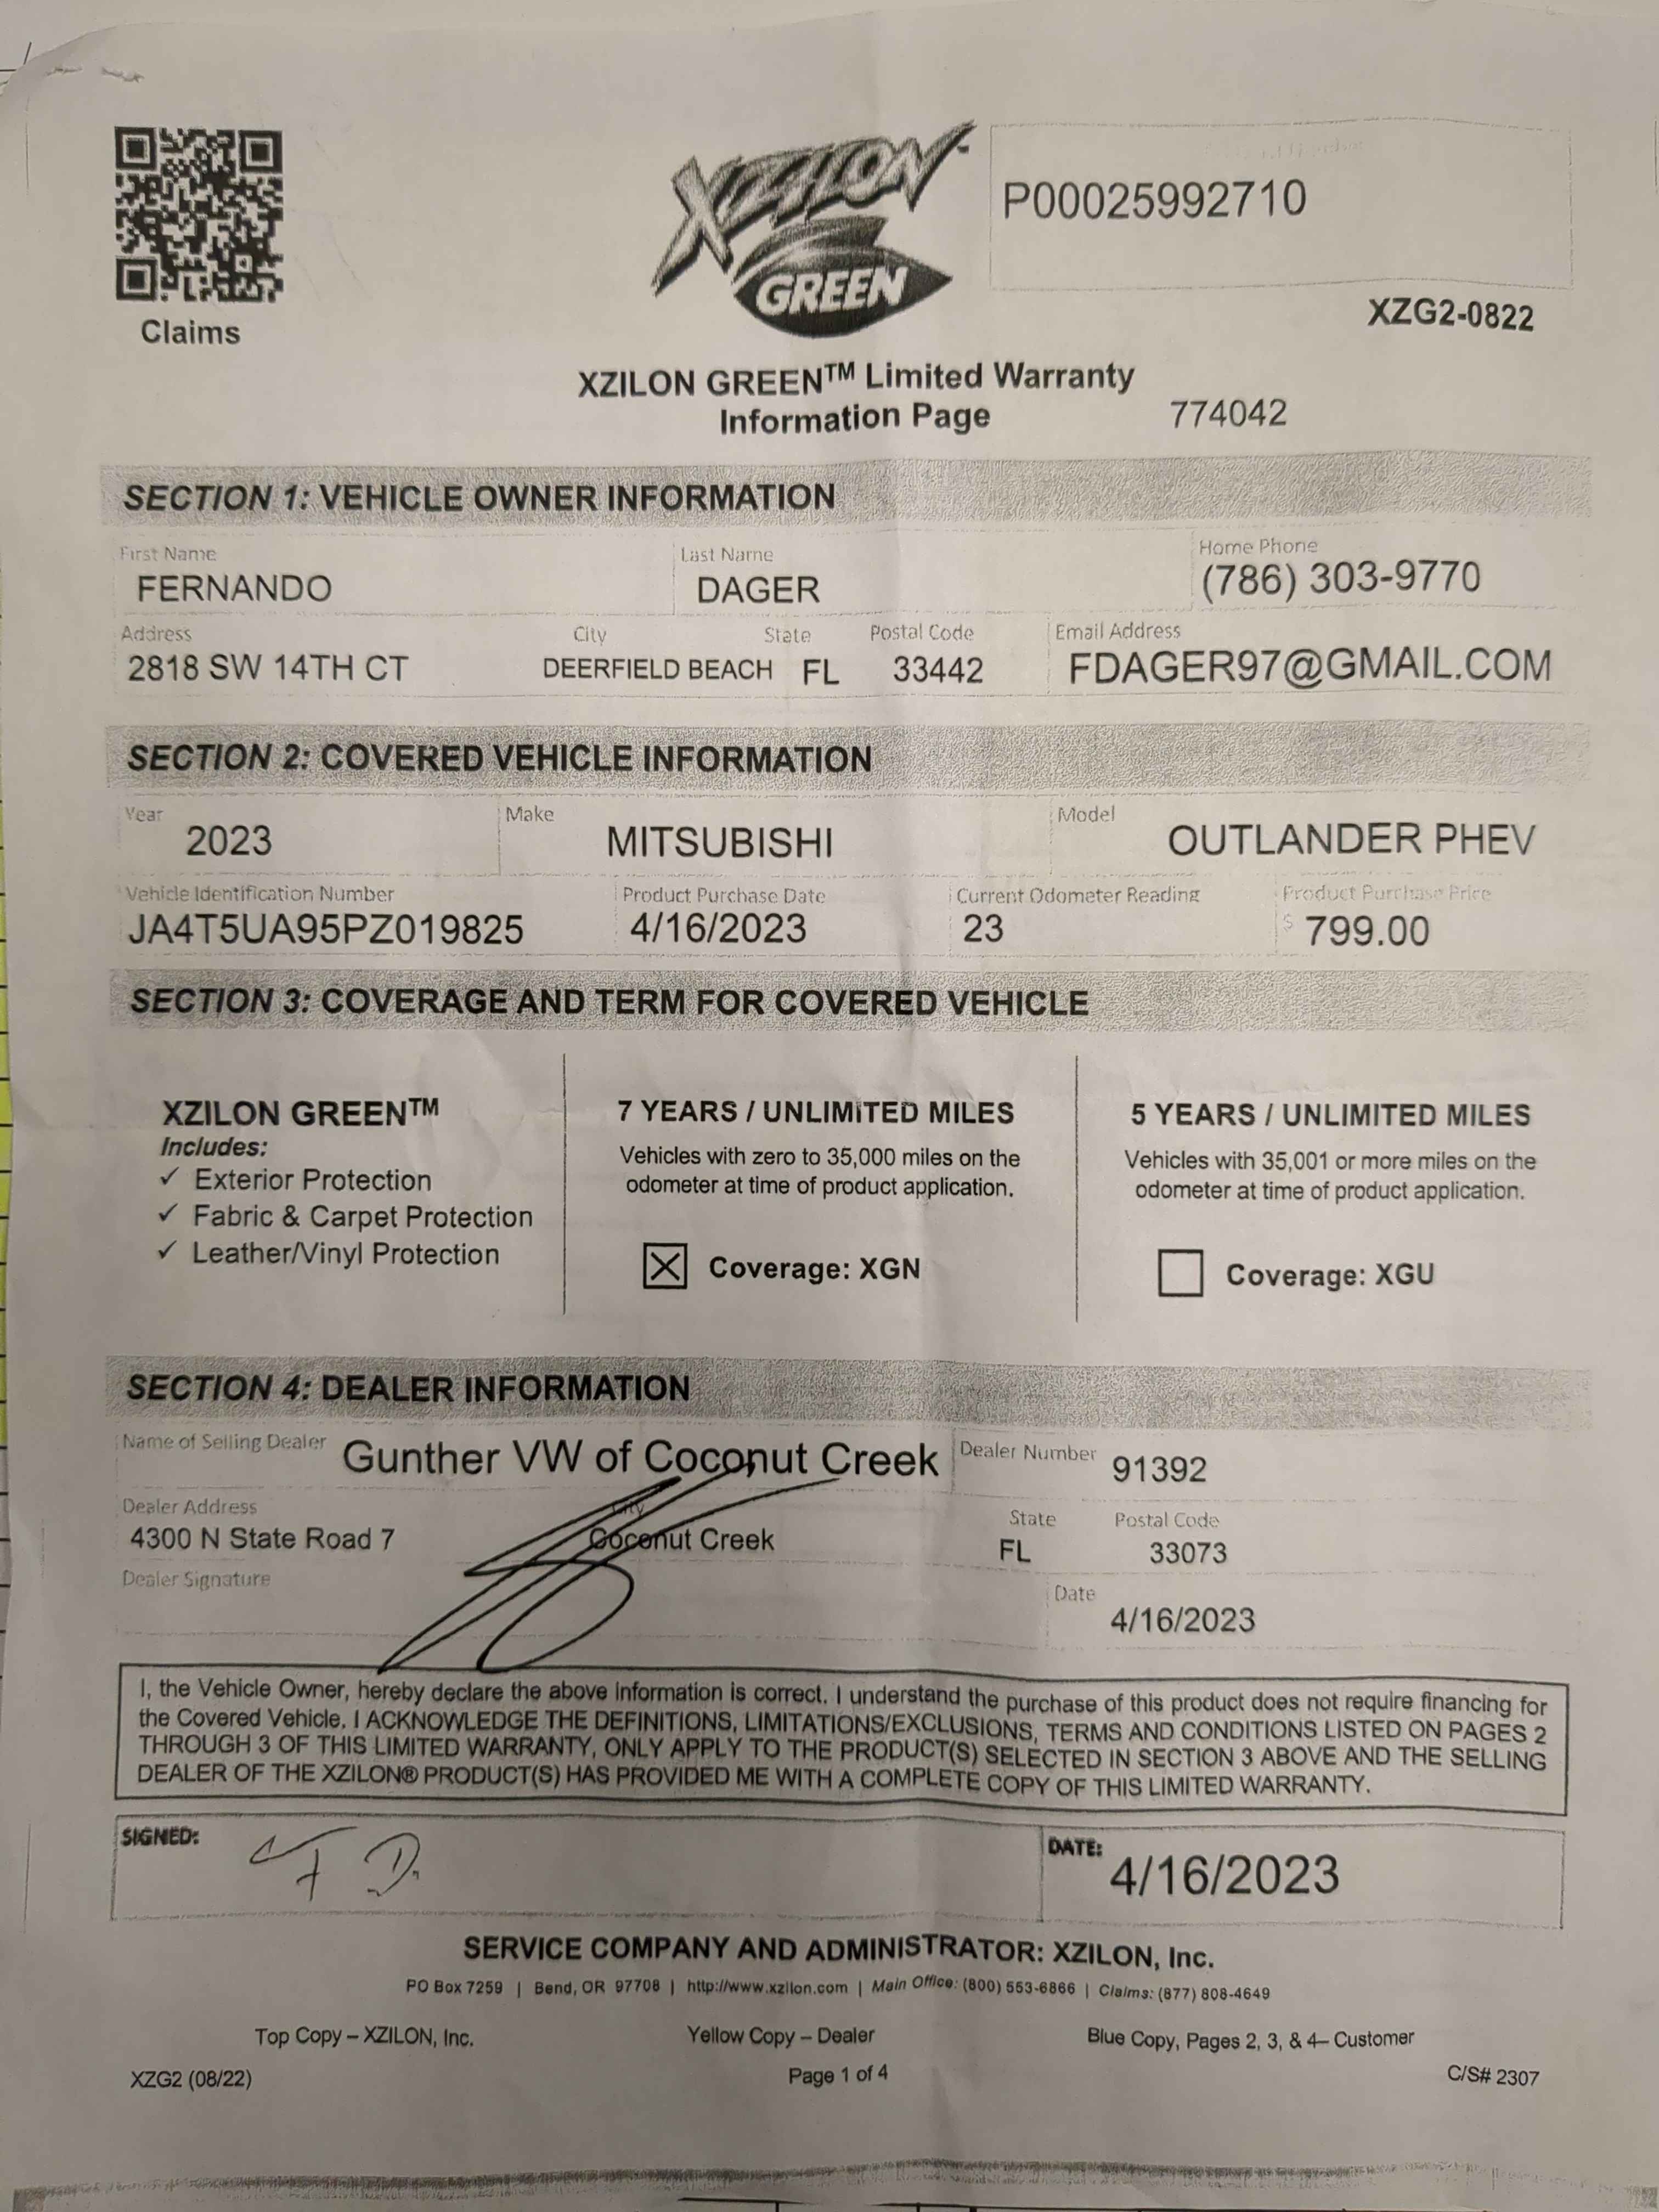 XZILON
GREEN
P00025992710
Claims
XZG2-0822
XZILON GREEN™ Limited Warranty
Information Page 774042
SECTION 1: VEHICLE OWNER INFORMATION
First Name Last Name Home Phone
FERNANDO DAGER (786) 303-9770
Address City State Postal Code Email Address
2818 SW 14TH CT DEERFIELD BEACH FL 33442 FDAGER97@GMAIL.COM
SECTION 2: COVERED VEHICLE INFORMATION
Year Make Model
2023 MITSUBISHI OUTLANDER PHEV
Vehicle Identification Number Product Purchase Date Current Odometer Reading Product Purchase Price
JA4T5UA95PZ019825 4/16/2023 23 $ 799.00
SECTION 3: COVERAGE AND TERM FOR COVERED VEHICLE
XZILON GREEN™
Includes:
✓ Exterior Protection
✓ Fabric & Carpet Protection
✓ Leather/Vinyl Protection
7 YEARS / UNLIMITED MILES
Vehicles with zero to 35,000 miles on the
odometer at time of product application.
☒ Coverage: XGN
5 YEARS / UNLIMITED MILES
Vehicles with 35,001 or more miles on the
odometer at time of product application.
☐ Coverage: XGU
SECTION 4: DEALER INFORMATION
Name of Selling Dealer Gunther VW of Coconut Creek Dealer Number 91392
Dealer Address City State Postal Code
4300 N State Road 7 Coconut Creek FL 33073
Dealer Signature Date
4/16/2023
I, the Vehicle Owner, hereby declare the above information is correct. I understand the purchase of this product does not require financing for
the Covered Vehicle. I ACKNOWLEDGE THE DEFINITIONS, LIMITATIONS/EXCLUSIONS, TERMS AND CONDITIONS LISTED ON PAGES 2
THROUGH 3 OF THIS LIMITED WARRANTY, ONLY APPLY TO THE PRODUCT(S) SELECTED IN SECTION 3 ABOVE AND THE SELLING
DEALER OF THE XZILON® PRODUCT(S) HAS PROVIDED ME WITH A COMPLETE COPY OF THIS LIMITED WARRANTY.
SIGNED: F D. DATE: 4/16/2023
SERVICE COMPANY AND ADMINISTRATOR: XZILON, Inc.
PO Box 7259 | Bend, OR 97708 | http://www.xzilon.com | Main Office: (800) 553-6866 | Claims: (877) 808-4649
Top Copy – XZILON, Inc. Yellow Copy – Dealer Blue Copy, Pages 2, 3, & 4– Customer
XZG2 (08/22) Page 1 of 4 C/S# 2307